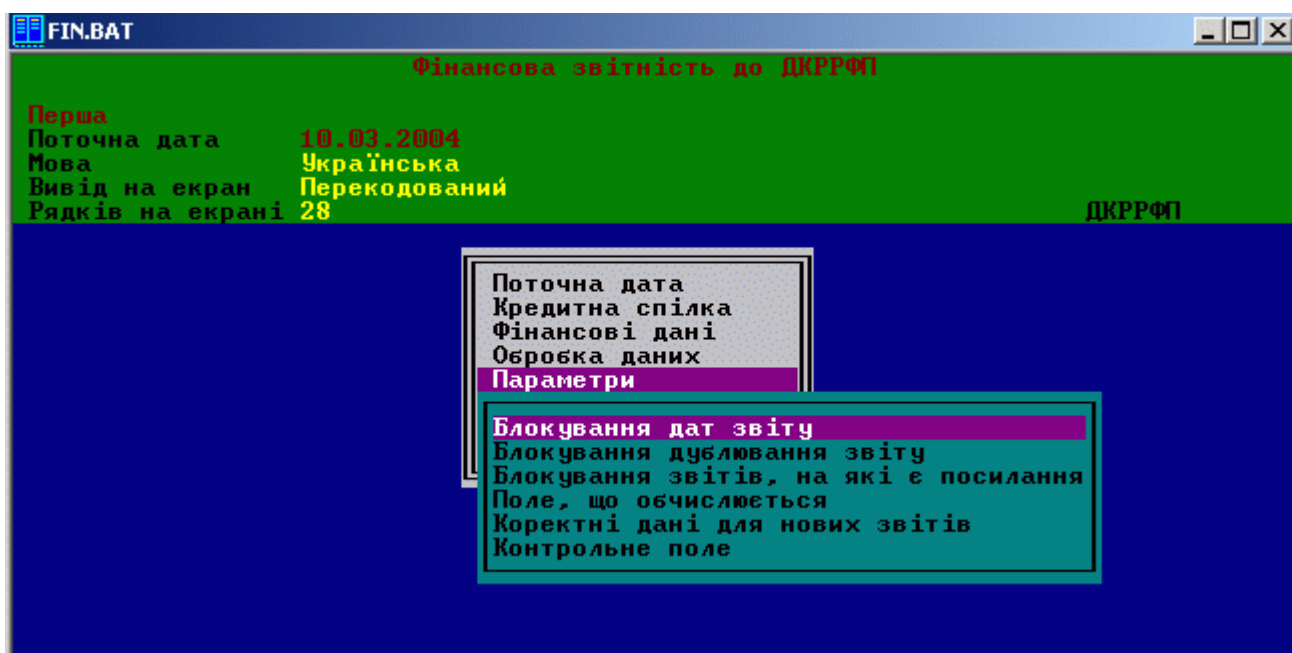 FIN.BAT
Фінансова звітність до ДКРРФП
Перша
Поточна дата 10.03.2004
Мова Українська
Вивід на екран Перекодований
Рядків на екрані 28 ДКРРФП
Поточна дата
Кредитна спілка
Фінансові дані
Обробка даних
Параметри
Блокування дат звіту
Блокування дублювання звіту
Блокування звітів, на які є посилання
Поле, що обчислюється
Коректні дані для нових звітів
Контрольне поле